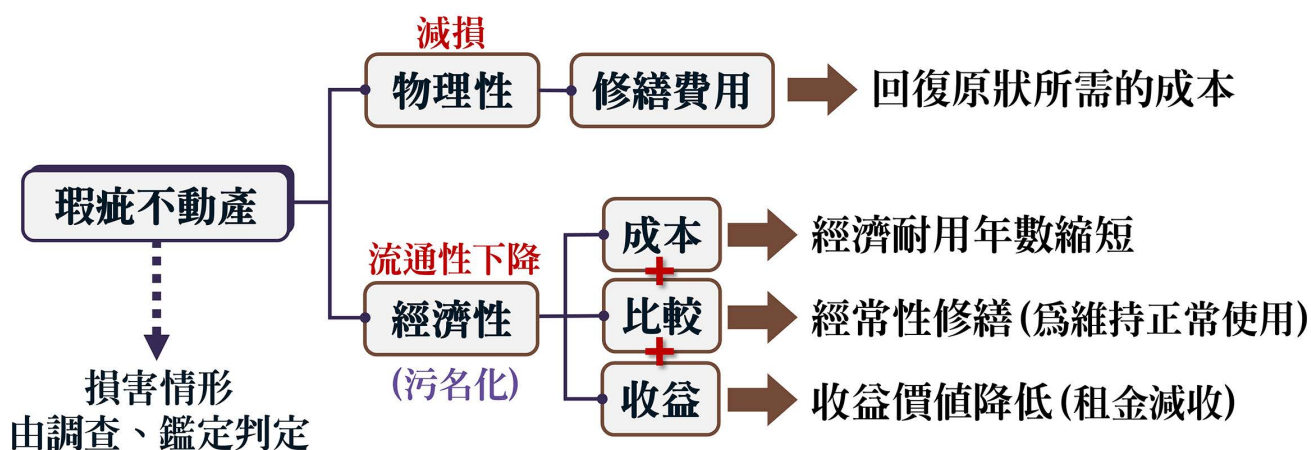 減損
物理性
修繕費用
回復原狀所需的成本
瑕疵不動產
損害情形
由調查、鑑定判定
流通性下降
經濟性
(污名化)
成本
經濟耐用年數縮短
+
比較
經常性修繕(為維持正常使用)
+
收益
收益價值降低(租金減收)